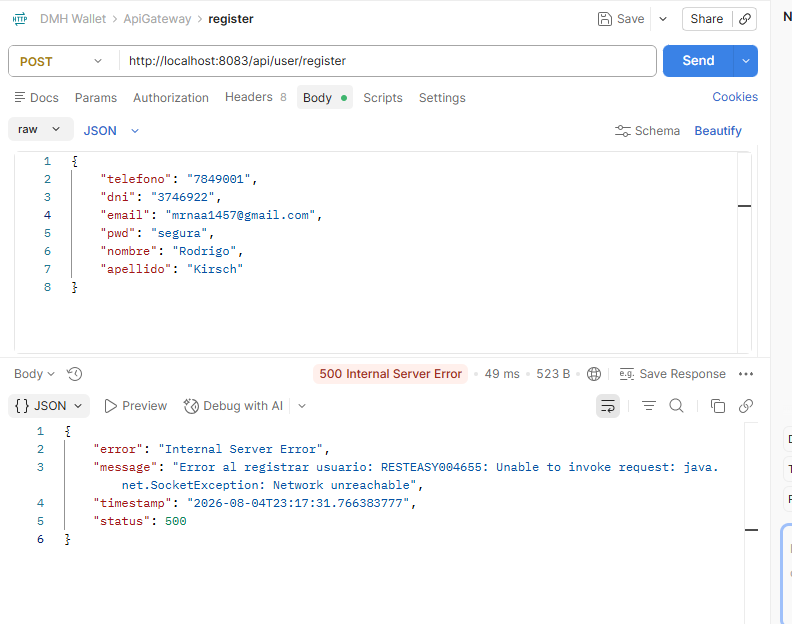 HTTP DMH Wallet > ApiGateway > register Save Share
POST http://localhost:8083/api/user/register Send
Docs Params Authorization Headers 8 Body Scripts Settings Cookies
raw JSON Schema Beautify
1 {
2 "telefono": "7849001",
3 "dni": "3746922",
4 "email": "mrnaa1457@gmail.com",
5 "pwd": "segura",
6 "nombre": "Rodrigo",
7 "apellido": "Kirsch"
8 }
Body 500 Internal Server Error • 49 ms • 523 B • e.g. Save Response
{} JSON Preview Debug with AI
1 {
2 "error": "Internal Server Error",
3 "message": "Error al registrar usuario: RESTEASY004655: Unable to invoke request: java.
net.SocketException: Network unreachable",
4 "timestamp": "2026-08-04T23:17:31.766383777",
5 "status": 500
6 }